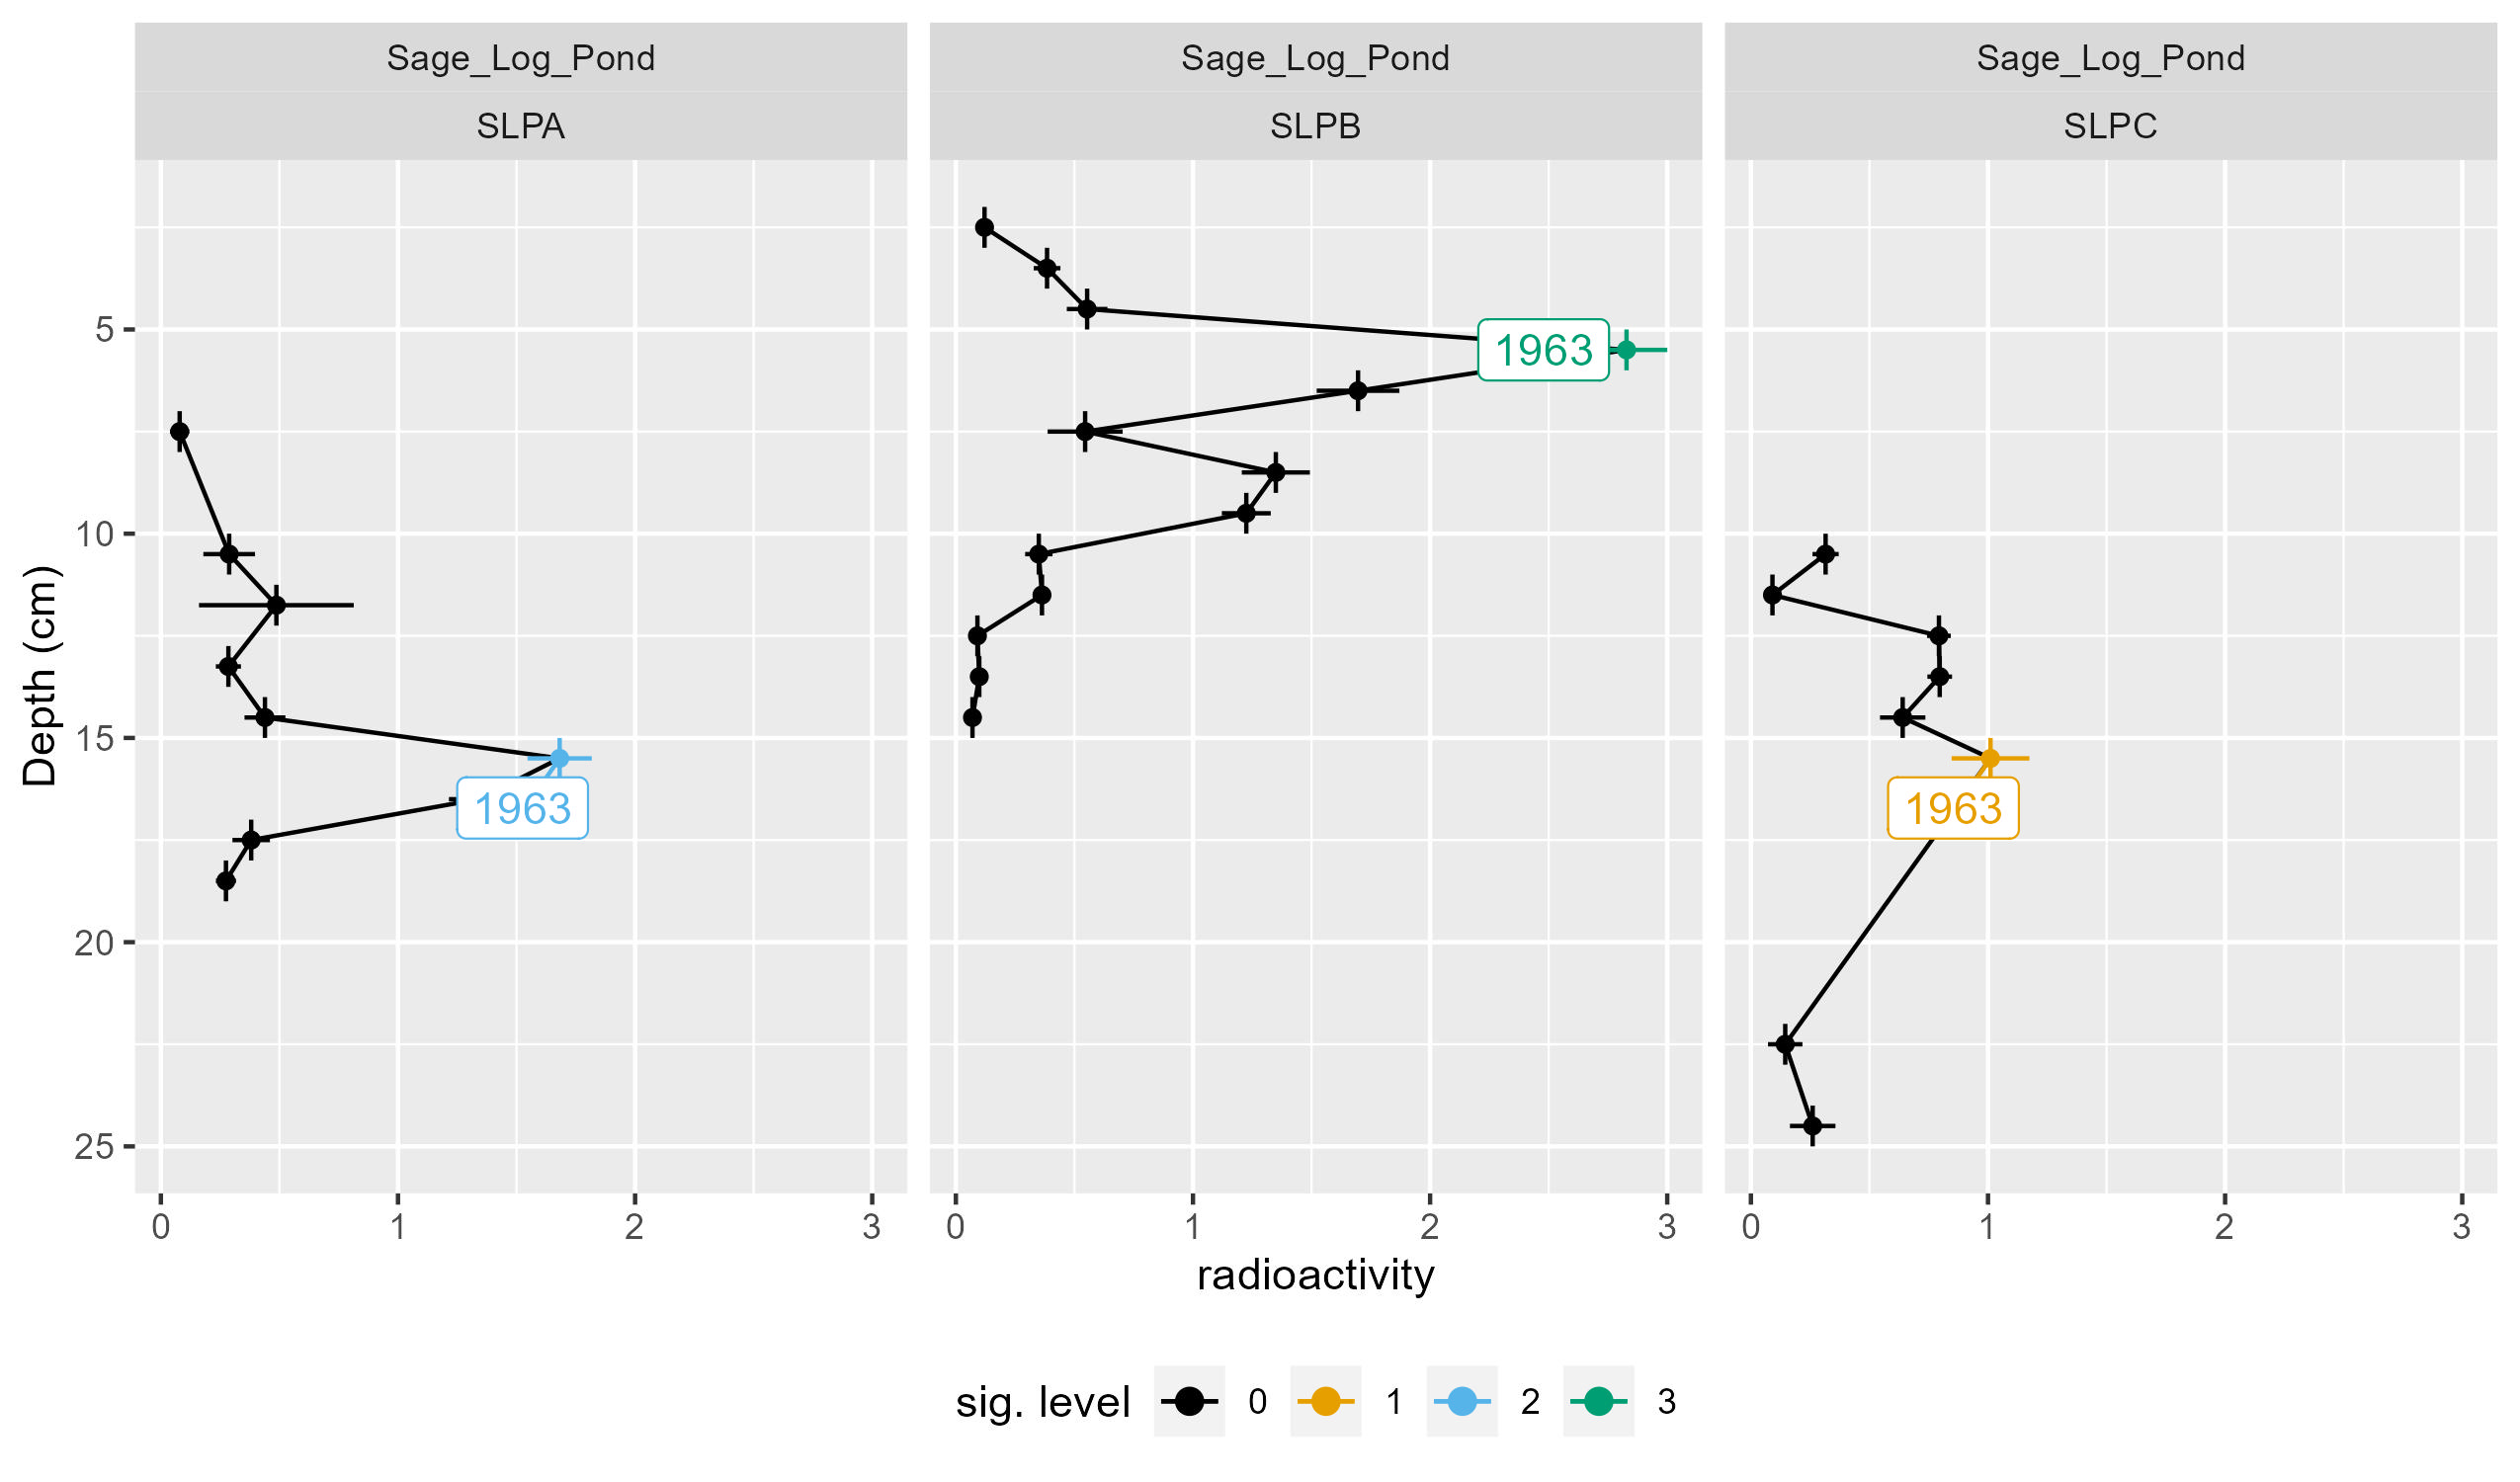 Sage_Log_Pond Sage_Log_Pond Sage_Log_Pond
SLPA SLPB SLPC
5
10
15
20
25
Depth (cm)
1963
1963
1963
0 1 2 3 0 1 2 3 0 1 2 3
radioactivity
sig. level 0 1 2 3